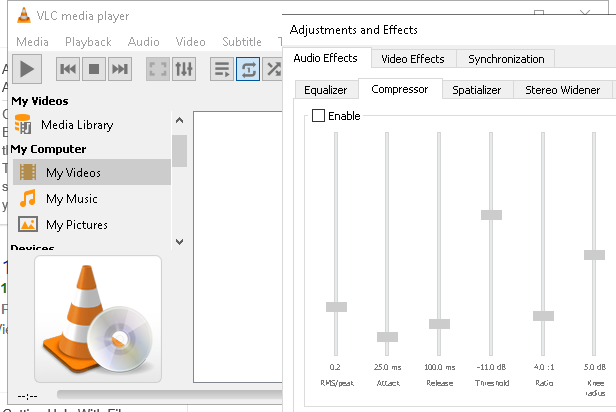 VLC media player
Media Playback Audio Video Subtitle
My Videos
Media Library
My Computer
My Videos
My Music
My Pictures
Devices
--:--
Adjustments and Effects
Audio Effects Video Effects Synchronization
Equalizer Compressor Spatializer Stereo Widener
Enable
0.2 25.0 ms 100.0 ms -11.0 dB 4.0 :1 5.0 dB
RMS/peak Attack Release Threshold Ratio Knee
radius